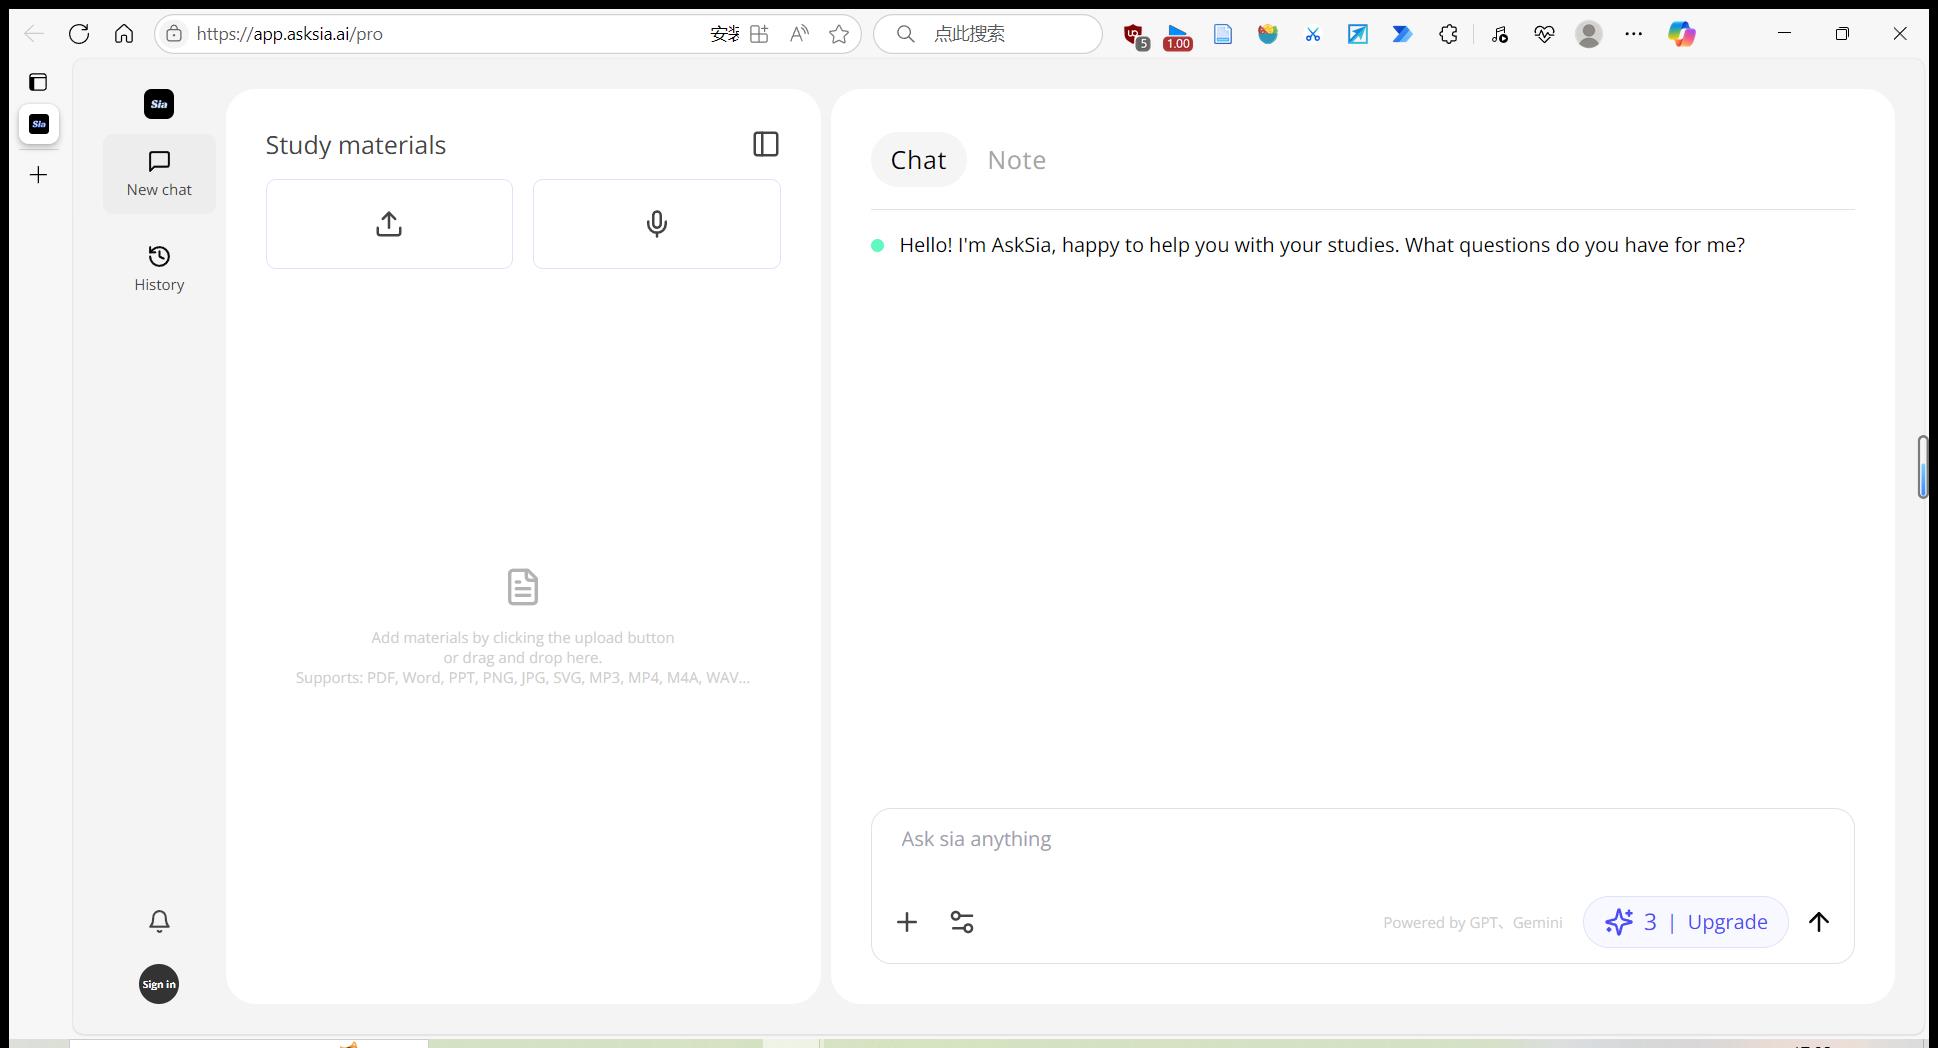 https://app.asksia.ai/pro
安装
点此搜索
5
1.00
Sia
Sia
New chat
History
Sign in
Study materials
Add materials by clicking the upload button
or drag and drop here.
Supports: PDF, Word, PPT, PNG, JPG, SVG, MP3, MP4, M4A, WAV...
Chat
Note
Hello! I'm AskSia, happy to help you with your studies. What questions do you have for me?
Ask sia anything
Powered by GPT、Gemini
3 | Upgrade